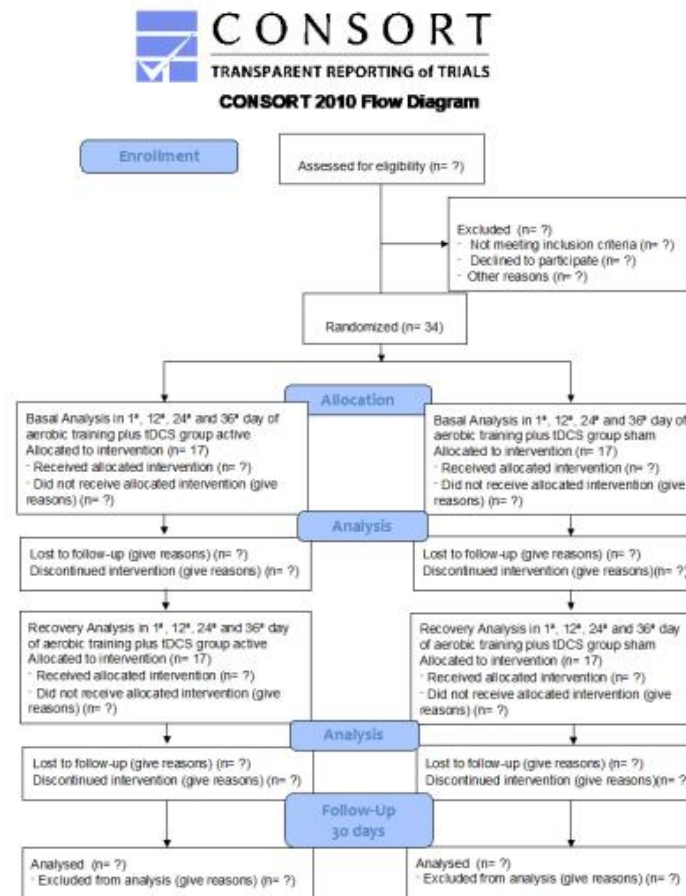 CONSORT
TRANSPARENT REPORTING of TRIALS
CONSORT 2010 Flow Diagram
Enrollment
Assessed for eligibility (n= ?)
Excluded (n= ?)
- Not meeting inclusion criteria (n= ?)
- Declined to participate (n= ?)
- Other reasons (n= ?)
Randomized (n= 34)
Allocation
Basal Analysis in 1ª, 12ª, 24ª and 36ª day of
aerobic training plus tDCS group active
Allocated to intervention (n= 17)
- Received allocated intervention (n= ?)
- Did not receive allocated intervention (give
reasons) (n= ?)
Basal Analysis in 1ª, 12ª, 24ª and 36ª day of
aerobic training plus tDCS group sham
Allocated to intervention (n= 17)
- Received allocated intervention (n= ?)
- Did not receive allocated intervention (give
reasons) (n= ?)
Analysis
Lost to follow-up (give reasons) (n= ?)
Discontinued intervention (give reasons) (n= ?)
Lost to follow-up (give reasons) (n= ?)
Discontinued intervention (give reasons)(n= ?)
Recovery Analysis in 1ª, 12ª, 24ª and 36ª day
of aerobic training plus tDCS group active
Allocated to intervention (n= 17)
- Received allocated intervention (n= ?)
- Did not receive allocated intervention (give
reasons) (n= ?)
Recovery Analysis in 1ª, 12ª, 24ª and 36ª day
of aerobic training plus tDCS group sham
Allocated to intervention (n= 17)
- Received allocated intervention (n= ?)
- Did not receive allocated intervention (give
reasons) (n= ?)
Analysis
Lost to follow-up (give reasons) (n= ?)
Discontinued intervention (give reasons) (n= ?)
Lost to follow-up (give reasons) (n= ?)
Discontinued intervention (give reasons)(n= ?
Follow-Up
30 days
Analysed (n= ?)
- Excluded from analysis (give reasons) (n= ?)
Analysed (n= ?)
- Excluded from analysis (give reasons) (n= ?)